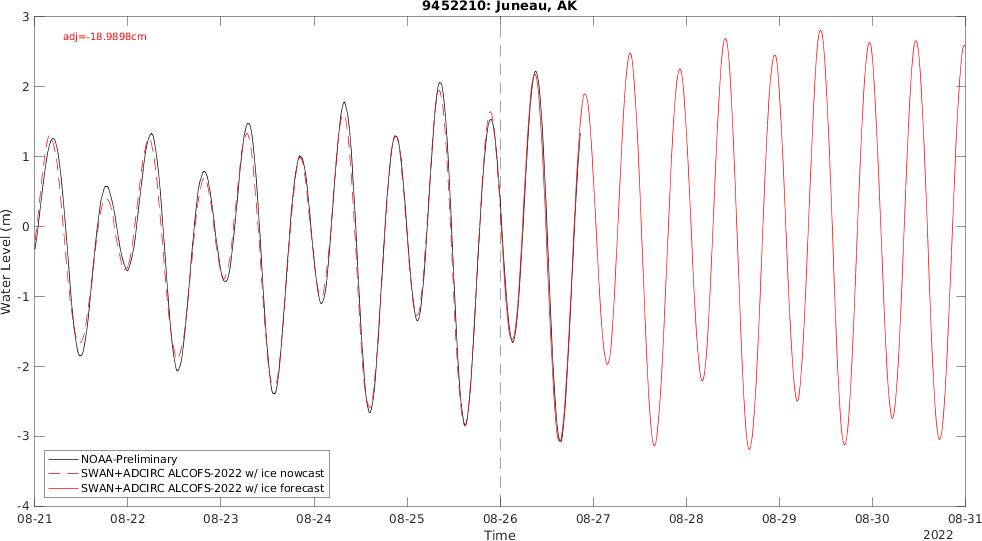 9452210: Juneau, AK
adj=-18.9898cm
3
2
1
0
-1
-2
-3
-4
Water Level (m)
NOAA-Preliminary
SWAN+ADCIRC ALCOFS-2022 w/ ice nowcast
SWAN+ADCIRC ALCOFS-2022 w/ ice forecast
08-21 08-22 08-23 08-24 08-25 08-26 08-27 08-28 08-29 08-30 08-31
Time
2022